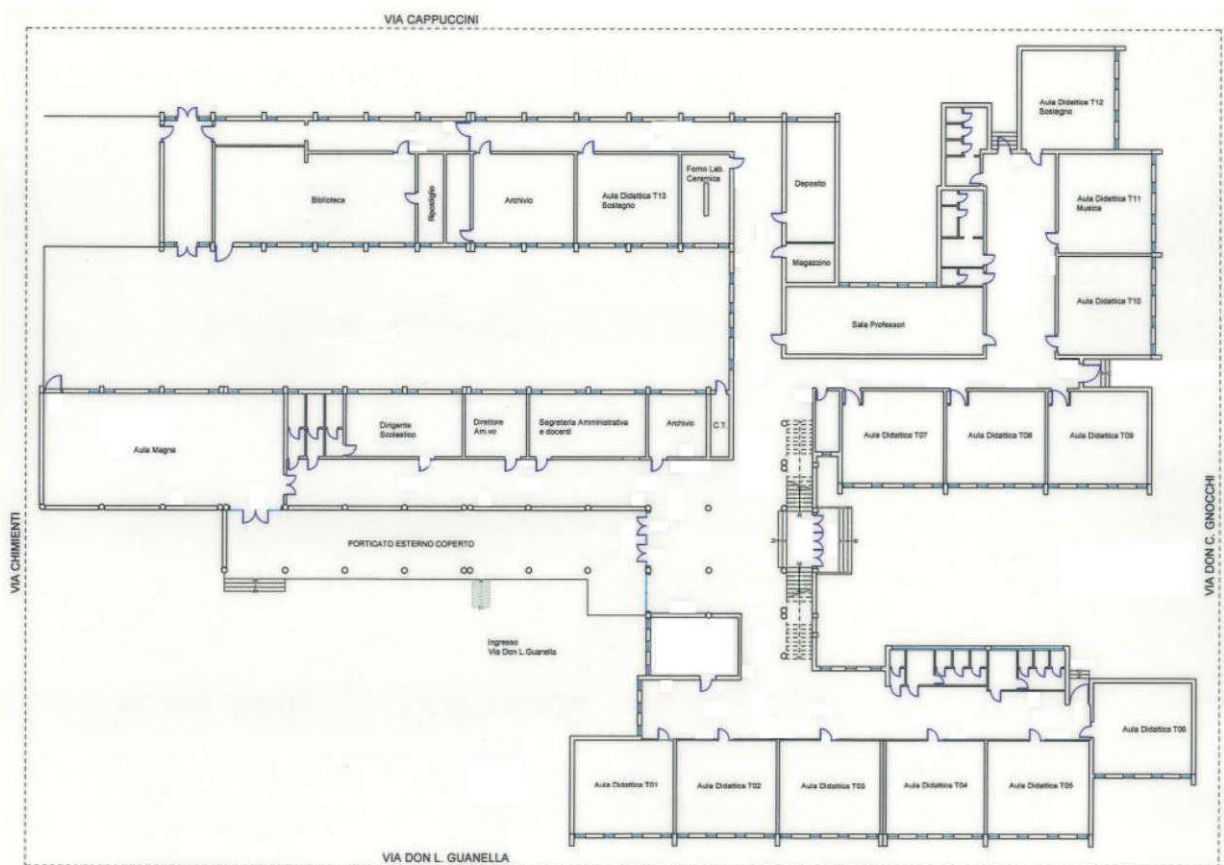 VIA CAPPUCCINI
Aula Didattica T12
Sostegno
Forno Lab.
Ceramica
Deposito
Biblioteca
Ripostiglio
Archivio
Aula Didattica T13
Sostegno
Aula Didattica T11
Musica
Magazzino
Aula Didattica T10
Sala Professori
Aula Magna
Dirigente
Scolastico
Direttore
Am.vo
Segreteria Amministrativa
e docenti
Archivio
C.T.
Aula Didattica T07
Aula Didattica T08
Aula Didattica T09
PORTICATO ESTERNO COPERTO
VIA CHIMIENTI
VIA DON C. GNOCCHI
Ingresso
Via Don L.Guanella
Aula Didattica T06
Aula Didattica T01
Aula Didattica T02
Aula Didattica T03
Aula Didattica T04
Aula Didattica T05
VIA DON L. GUANELLA